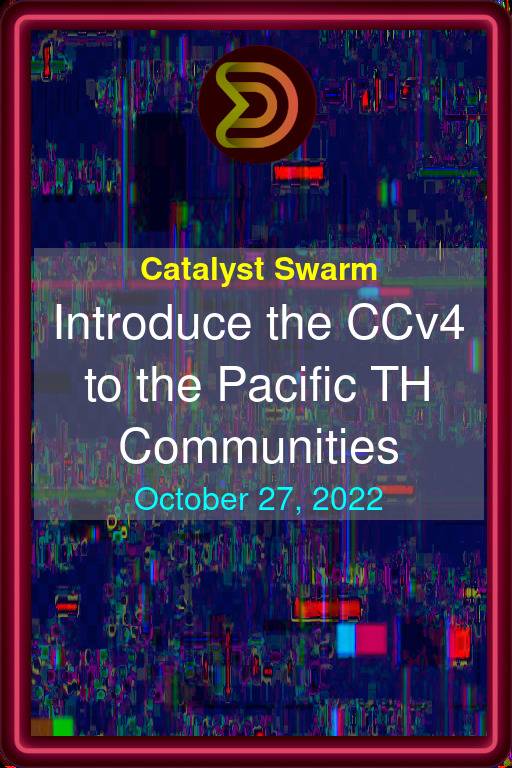 Catalyst Swarm
Introduce the CCv4
to the Pacific TH
Communities
October 27, 2022